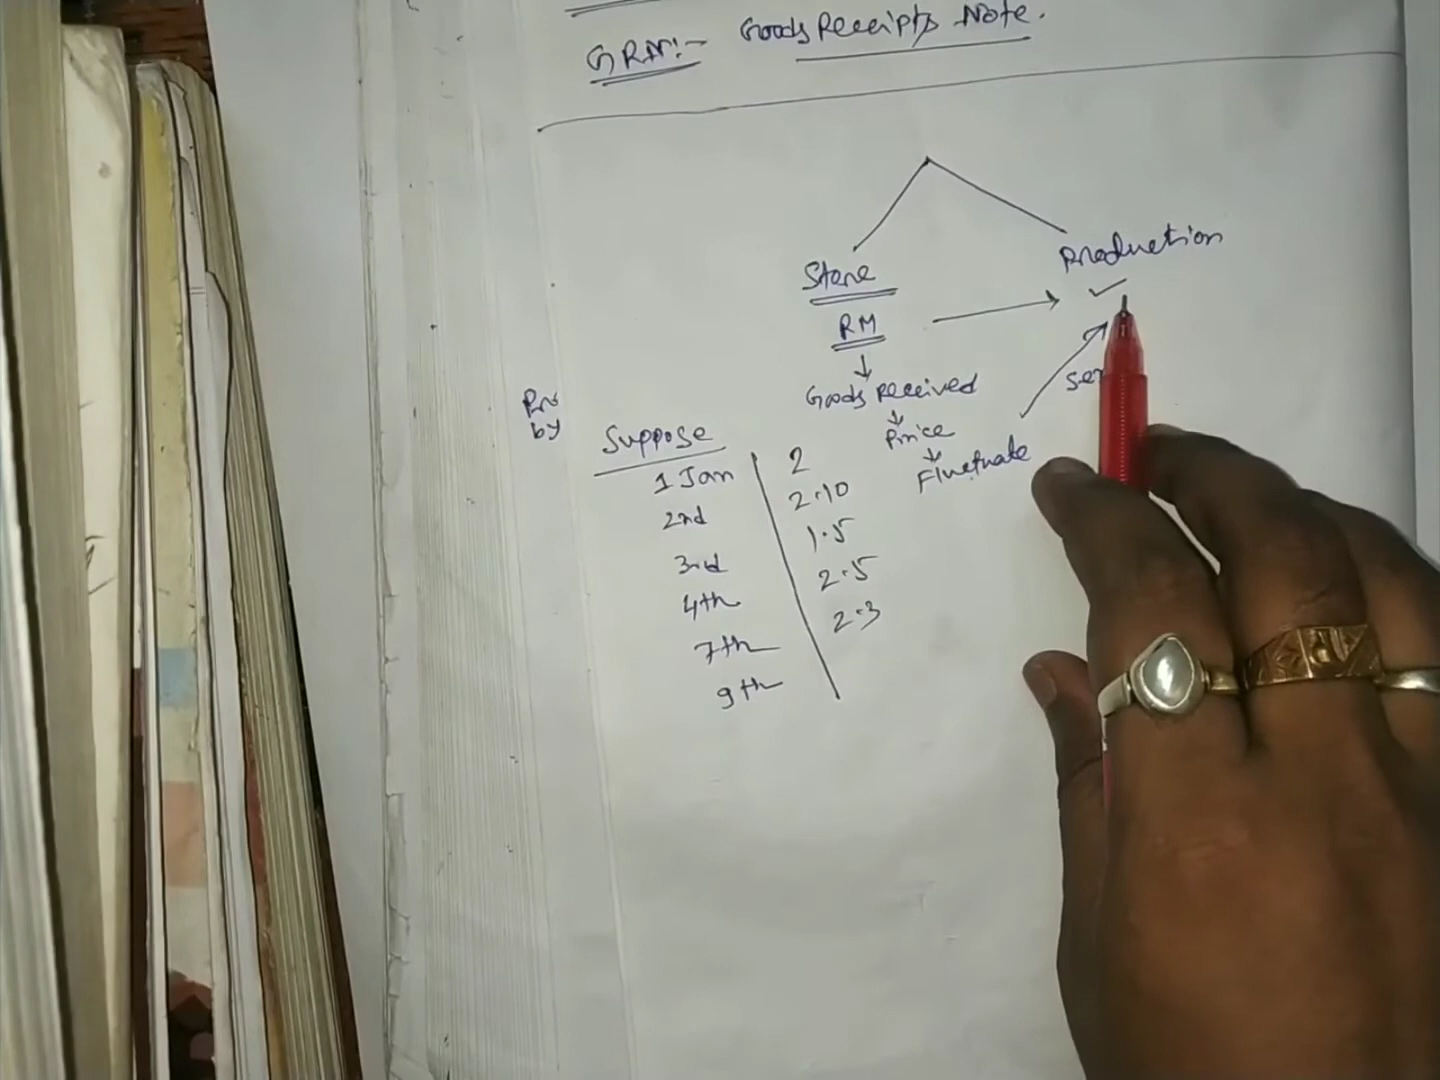 GRN:- Goods Receipts Note.
Store Production
RM
Goods Received
Price
Fluctuate
by
Suppose
1 Jan 2
2nd 2.10
3rd 1.5
4th 2.5
7th 2.3
9th